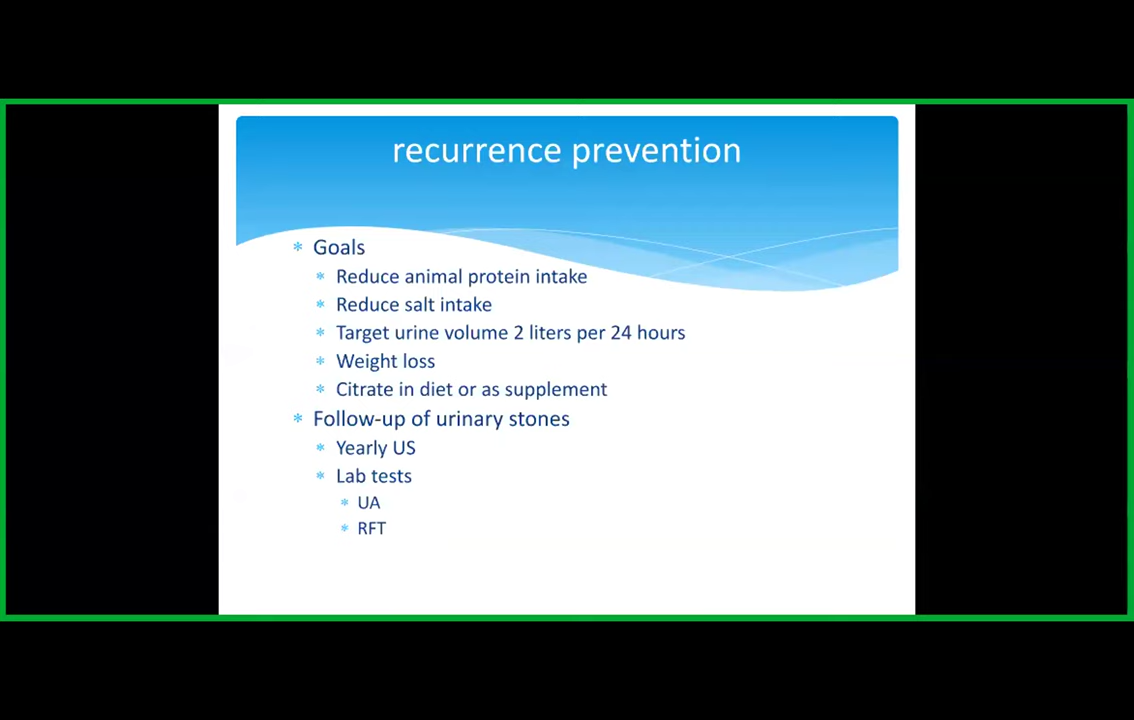 recurrence prevention
* Goals
* Reduce animal protein intake
* Reduce salt intake
* Target urine volume 2 liters per 24 hours
* Weight loss
* Citrate in diet or as supplement
* Follow-up of urinary stones
* Yearly US
* Lab tests
* UA
* RFT